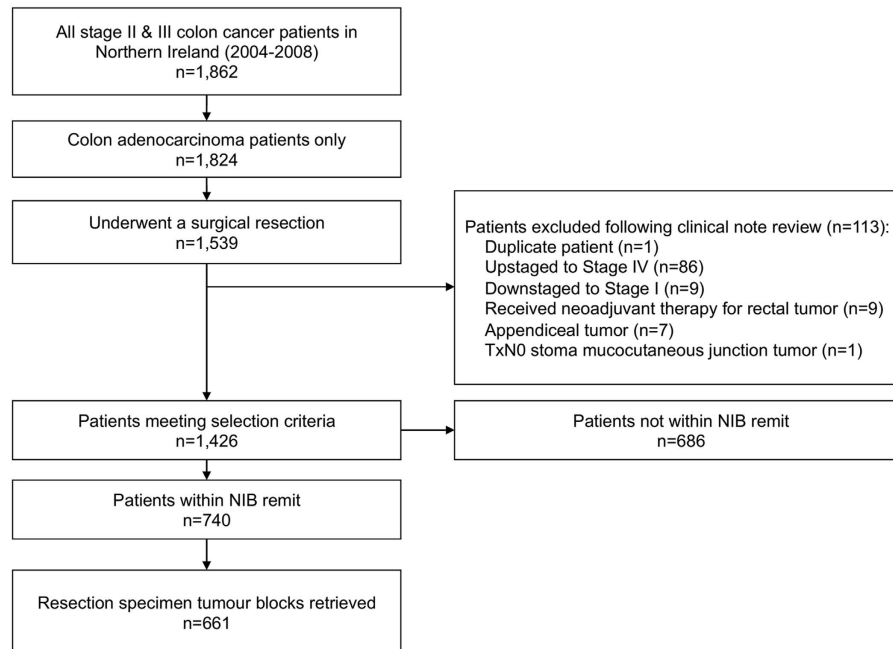 All stage II & III colon cancer patients in
Northern Ireland (2004-2008)
n=1,862
Colon adenocarcinoma patients only
n=1,824
Underwent a surgical resection
n=1,539
Patients excluded following clinical note review (n=113):
Duplicate patient (n=1)
Upstaged to Stage IV (n=86)
Downstaged to Stage I (n=9)
Received neoadjuvant therapy for rectal tumor (n=9)
Appendiceal tumor (n=7)
TxN0 stoma mucocutaneous junction tumor (n=1)
Patients meeting selection criteria
n=1,426
Patients not within NIB remit
n=686
Patients within NIB remit
n=740
Resection specimen tumour blocks retrieved
n=661